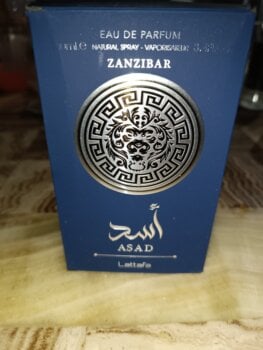 EAU DE PARFUM
NATURAL SPRAY - VAPORISATEUR
ZANZIBAR
أسد
ASAD
Lattafa